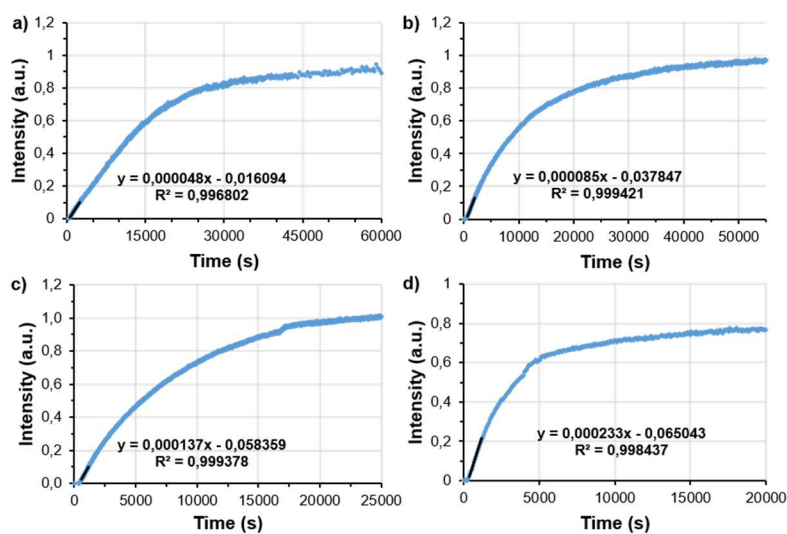 a)
1,2
1
0,8
0,6
0,4
0,2
0
Intensity (a.u.)
y = 0,000048x - 0,016094
R² = 0,996802
0 15000 30000 45000 60000
Time (s)
b)
1,2
1
0,8
0,6
0,4
0,2
0
Intensity (a.u.)
y = 0,000085x - 0,037847
R² = 0,999421
0 10000 20000 30000 40000 50000
Time (s)
c)
1,2
1,0
0,8
0,6
0,4
0,2
0,0
Intensity (a.u.)
y = 0,000137x - 0,058359
R² = 0,999378
0 5000 10000 15000 20000 25000
Time (s)
d)
1
0,8
0,6
0,4
0,2
0
Intensity (a.u.)
y = 0,000233x - 0,065043
R² = 0,998437
0 5000 10000 15000 20000
Time (s)